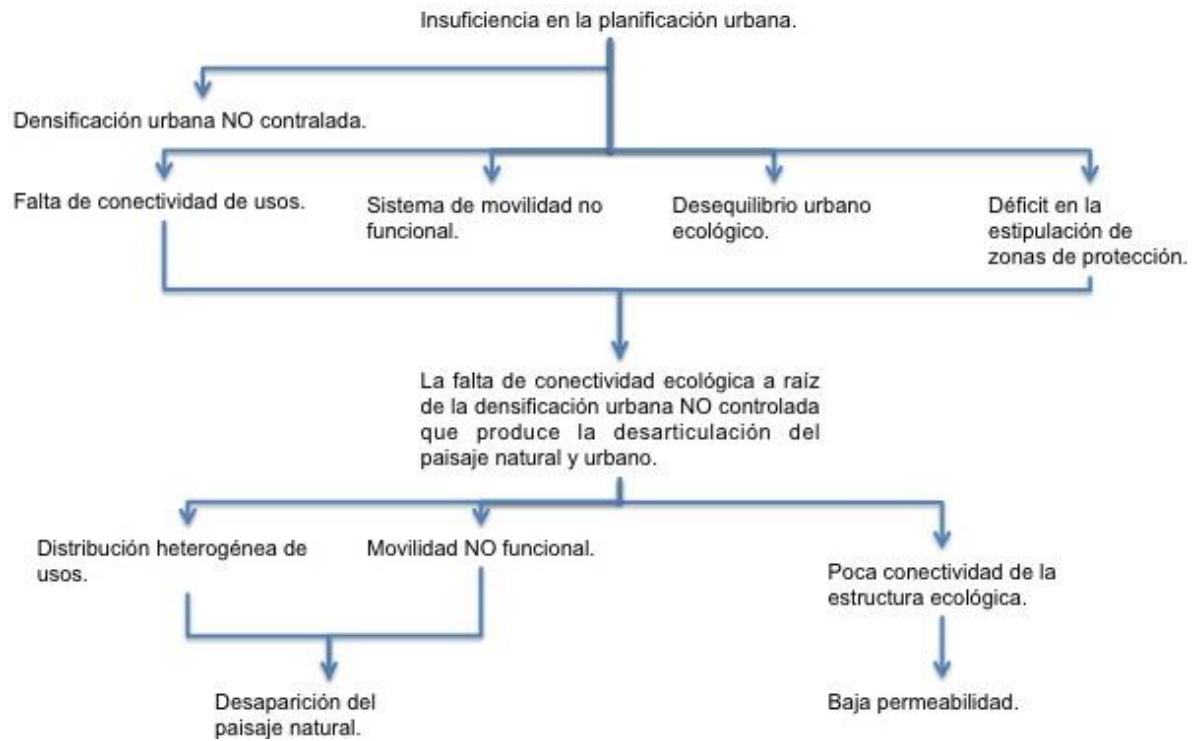 Insuficiencia en la planificación urbana.
Densificación urbana NO contralada.
Falta de conectividad de usos.
Sistema de movilidad no
funcional.
Desequilibrio urbano
ecológico.
Déficit en la
estipulación de
zonas de protección.
La falta de conectividad ecológica a raíz
de la densificación urbana NO controlada
que produce la desarticulación del
paisaje natural y urbano.
Distribución heterogénea de
usos.
Movilidad NO funcional.
Poca conectividad de la
estructura ecológica.
Desaparición del
paisaje natural.
Baja permeabilidad.